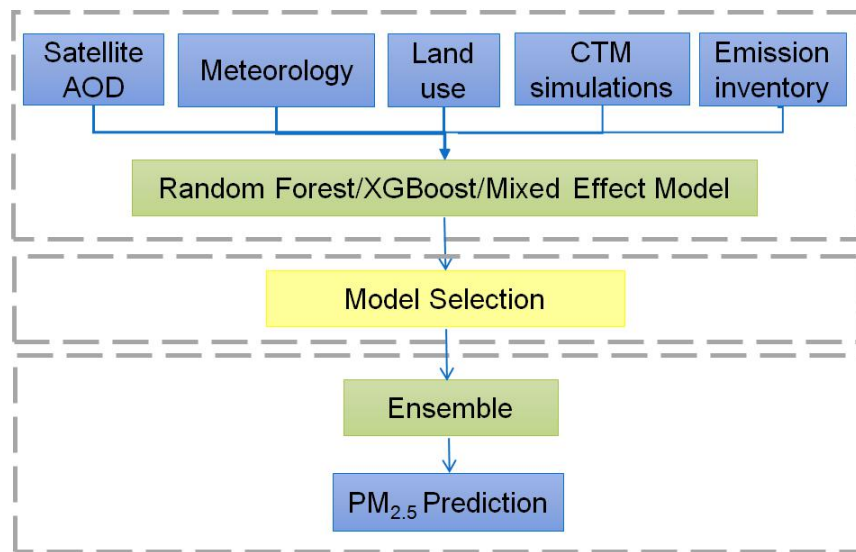 Satellite
AOD
Meteorology
Land
use
CTM
simulations
Emission
inventory
Random Forest/XGBoost/Mixed Effect Model
Model Selection
Ensemble
PM₂.₅ Prediction